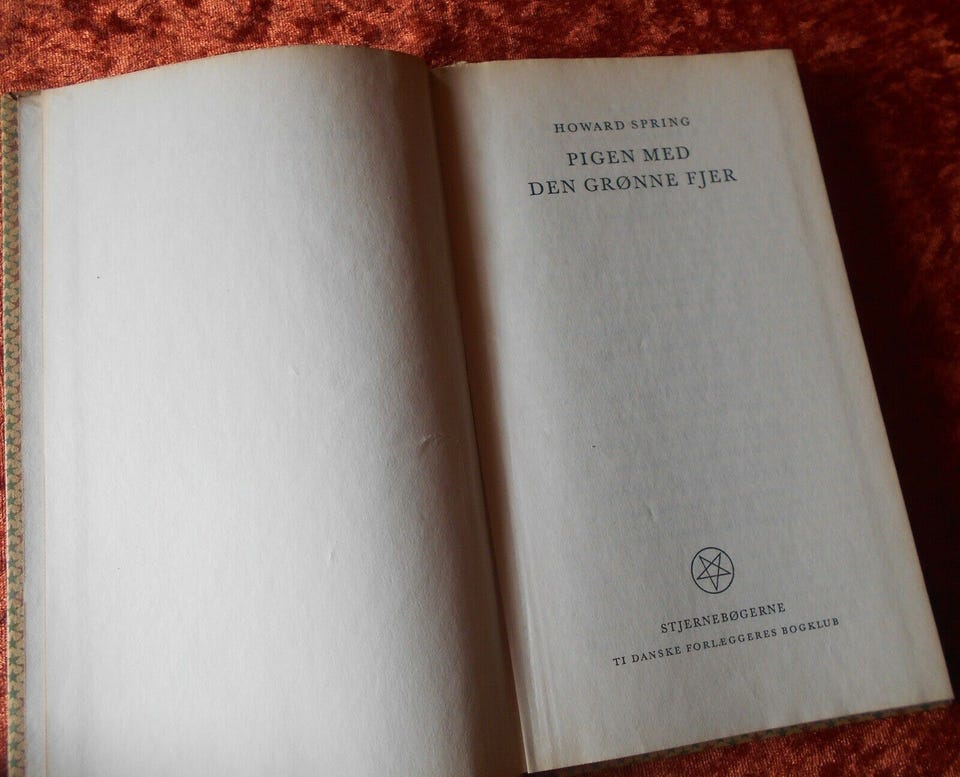 HOWARD SPRING
PIGEN MED
DEN GRØNNE FJER
STJERNEBØGERNE
TI DANSKE FORLÆGGERES BOGKLUB